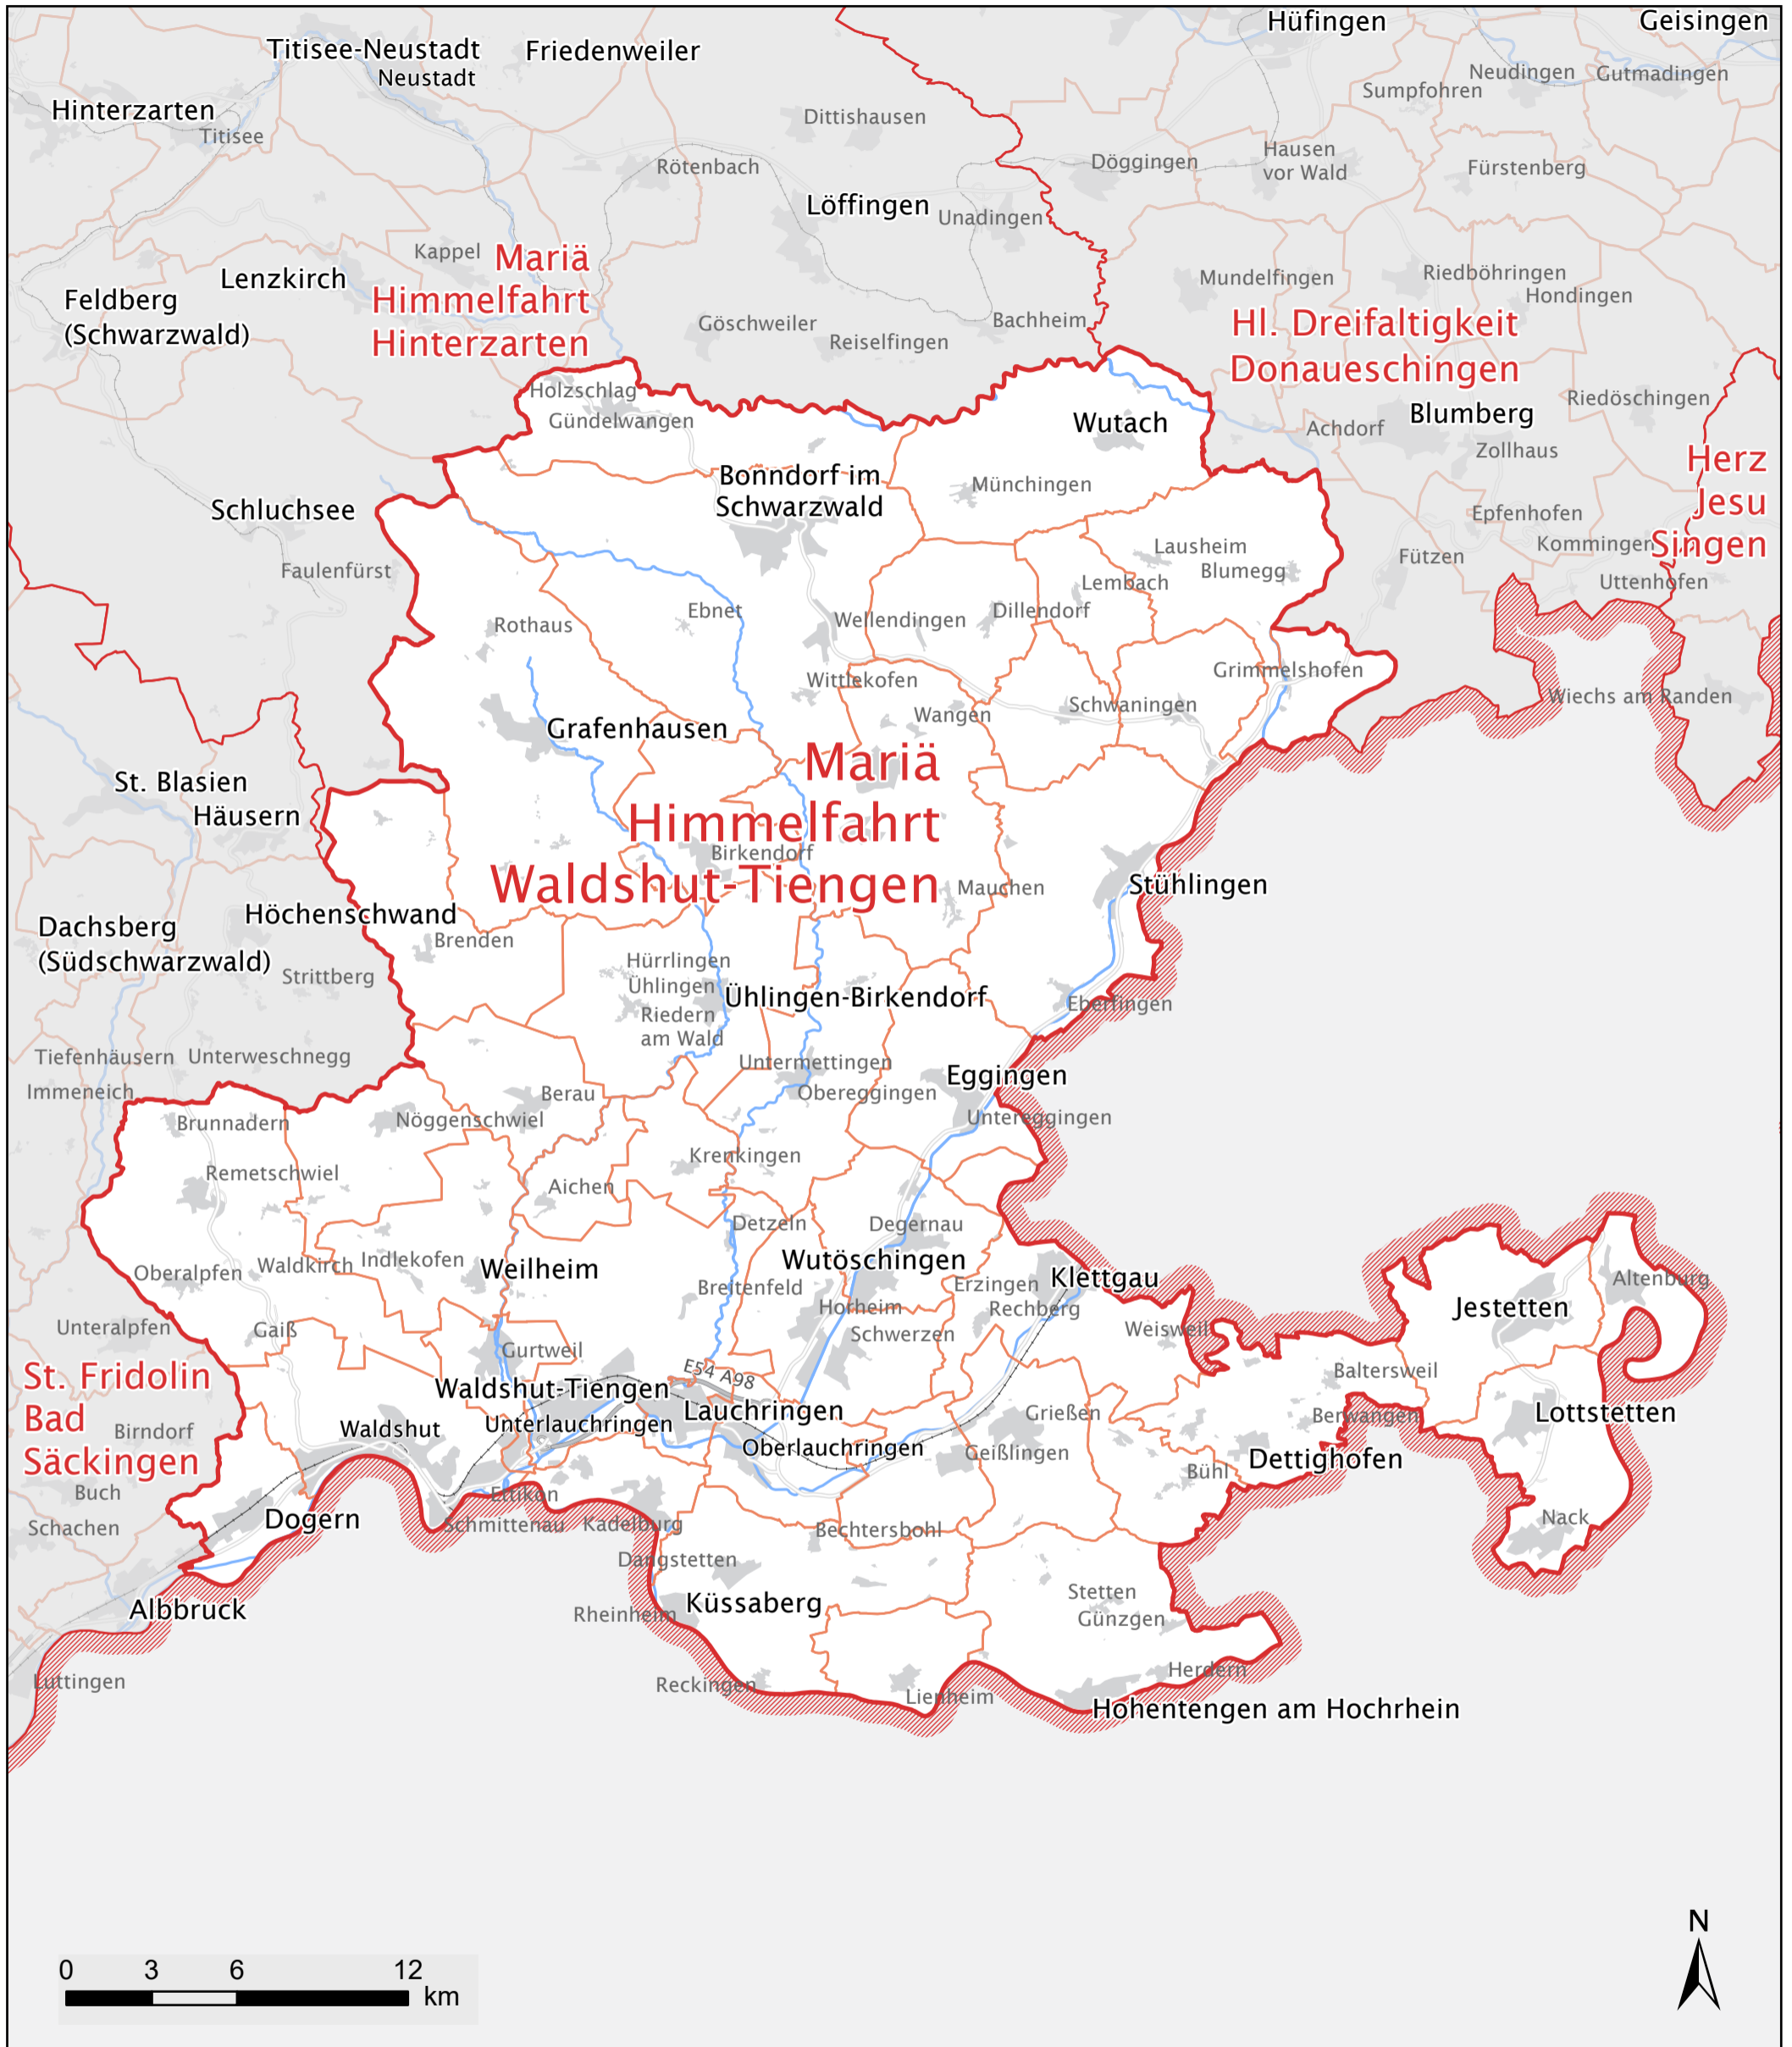 Hüfingen
Geisingen
Titisee-Neustadt
Neustadt
Friedenweiler
Neudingen
Gutmadingen
Sumpfohren
Hinterzarten
Titisee
Dittishausen
Rötenbach
Döggingen
Hausen
vor Wald
Fürstenberg
Löffingen
Unadingen
Kappel
Mariä
Himmelfahrt
Hinterzarten
Lenzkirch
Feldberg
(Schwarzwald)
Mundelfingen
Riedböhringen
Hondingen
Göschweiler
Reiselfingen
Bachheim
Hl. Dreifaltigkeit
Donaueschingen
Holzschlag
Gündelwangen
Wutach
Blumberg
Riedöschingen
Achdorf
Zollhaus
Herz
Jesu
Singen
Bonndorf im
Schwarzwald
Münchingen
Schluchsee
Epfenhofen
Kommingen
Fützen
Uttenhofen
Faulenfürst
Lausheim
Blumegg
Lembach
Rothaus
Ebnet
Wellendingen
Dillendorf
Wittlekofen
Grimmelshofen
Wangen
Schwaningen
Wiechs am Randen
Grafenhausen
Mariä
Himmelfahrt
Waldshut-Tiengen
St. Blasien
Häusern
Birkendorf
Mauchen
Stühlingen
Höchenschwand
Dachsberg
(Südschwarzwald)
Brenden
Strittberg
Hürrlingen
Ühlingen
Riedern
am Wald
Ühlingen-Birkendorf
Eberfingen
Tiefenhäusern
Unterweschnegg
Immeneich
Untermettingen
Obereggingen
Eggingen
Untereggingen
Berau
Brunnadern
Nöggenschwiel
Krenkingen
Remetschwiel
Aichen
Detzeln
Degernau
Wutöschingen
Oberalpfen
Waldkirch
Indlekofen
Weilheim
Breitenfeld
Horheim
Schwerzen
Erzingen
Rechberg
Klettgau
Weisweil
Jestetten
Altenburg
Unteralpfen
Gaiß
Gurtweil
E54 A98
Baltersweil
St. Fridolin
Bad
Säckingen
Birndorf
Waldshut-Tiengen
Waldshut
Unterlauchringen
Lauchringen
Oberlauchringen
Grießen
Geißlingen
Berwangen
Lottstetten
Dettighofen
Bühl
Buch
Schachen
Dogern
Ettikon
Schmittenau
Kadelburg
Bechtersbohl
Nack
Dangstetten
Küssaberg
Rheinheim
Stetten
Günzgen
Albbruck
Luttingen
Reckingen
Lienheim
Herdern
Hohentengen am Hochrhein
N
0 3 6 12
km